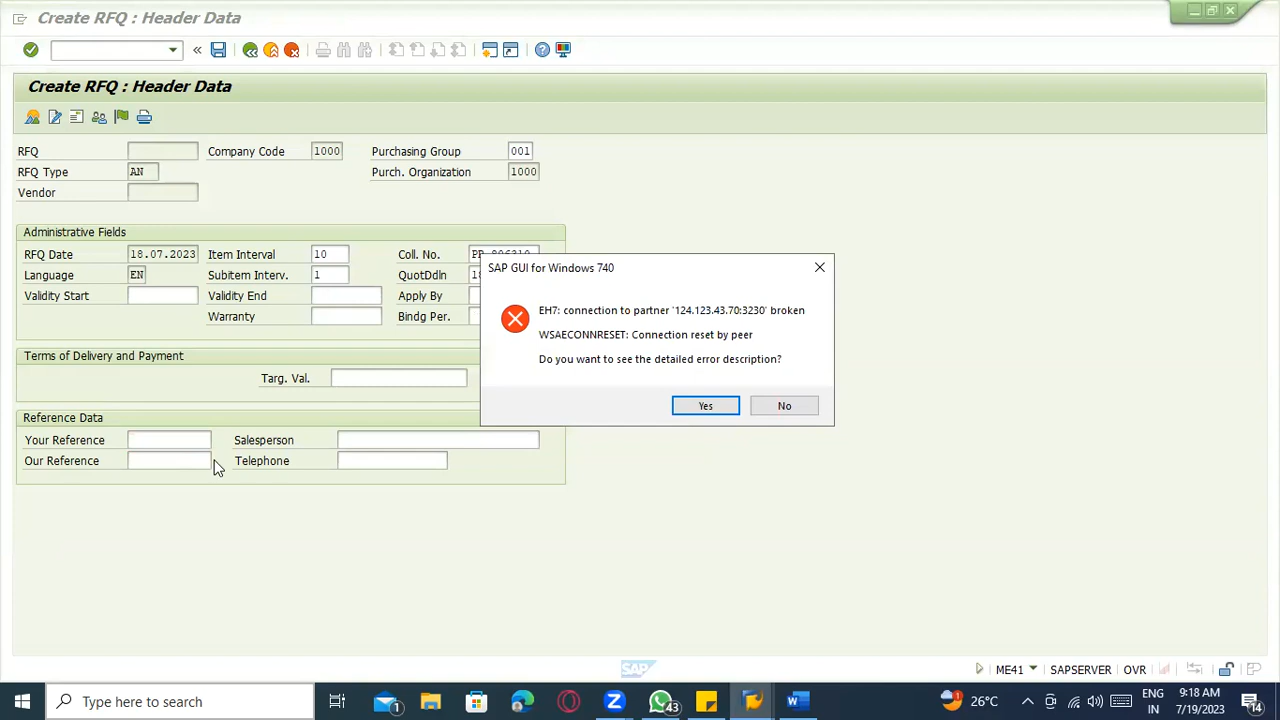 Create RFQ : Header Data
Create RFQ : Header Data
RFQ Company Code 1000 Purchasing Group 001
RFQ Type AN Purch. Organization 1000
Vendor
Administrative Fields
RFQ Date 18.07.2023 Item Interval 10 Coll. No.
Language EN Subitem Interv. 1 QuotDdln
Validity Start Validity End Apply By
Warranty Bindg Per.
Terms of Delivery and Payment
Targ. Val.
Reference Data
Your Reference Salesperson
Our Reference Telephone
SAP GUI for Windows 740
EH7: connection to partner '124.123.43.70:3230' broken
WSAECONNRESET: Connection reset by peer
Do you want to see the detailed error description?
Yes No
SAP
ME41 SAPSERVER OVR
Type here to search
1
43
26°C
ENG
IN
9:18 AM
7/19/2023
14